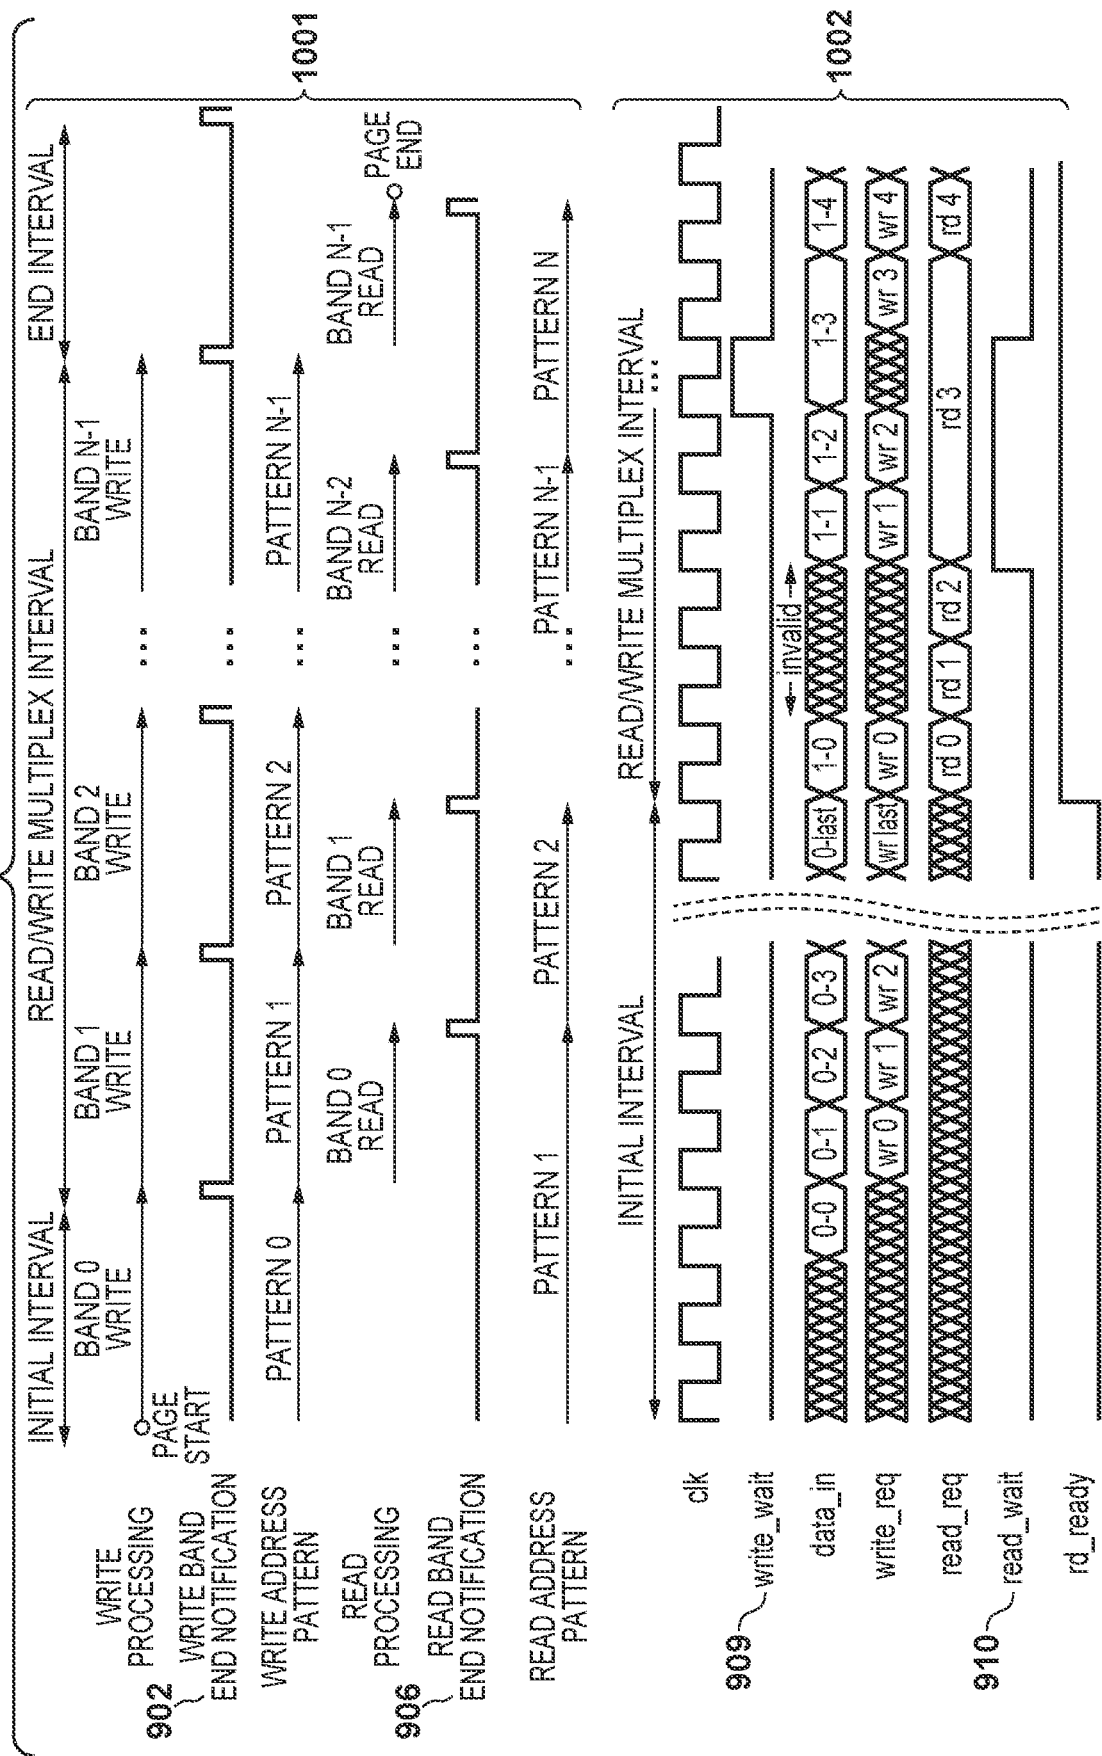 INITIAL INTERVAL
READ/WRITE MULTIPLEX INTERVAL
END INTERVAL
WRITE
PROCESSING
BAND 0
WRITE
BAND 1
WRITE
BAND 2
WRITE
...
BAND N-1
WRITE
PAGE
START
902
WRITE BAND
END NOTIFICATION
...
WRITE ADDRESS
PATTERN
PATTERN 0
PATTERN 1
PATTERN 2
...
PATTERN N-1
1001
READ
PROCESSING
BAND 0
READ
BAND 1
READ
...
BAND N-2
READ
BAND N-1
READ
PAGE
END
906
READ BAND
END NOTIFICATION
...
READ ADDRESS
PATTERN
PATTERN 1
PATTERN 2
...
PATTERN N-1
PATTERN N
INITIAL INTERVAL
READ/WRITE MULTIPLEX INTERVAL
...
clk
909
write_wait
invalid
data_in
0-0
0-1
0-2
0-3
0-last
1-0
1-1
1-2
1-3
1-4
write_req
wr 0
wr 1
wr 2
wr last
wr 0
wr 1
wr 2
wr 3
wr 4
1002
read_req
rd 0
rd 1
rd 2
rd 3
rd 4
910
read_wait
rd_ready